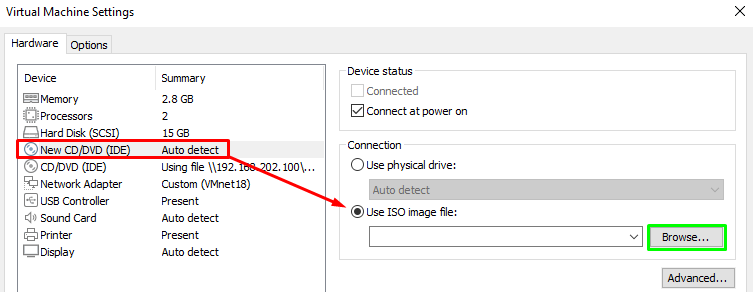 Virtual Machine Settings
Hardware Options
Device Summary
Memory 2.8 GB
Processors 2
Hard Disk (SCSI) 15 GB
New CD/DVD (IDE) Auto detect
CD/DVD (IDE) Using file \\192.168.202.100\...
Network Adapter Custom (VMnet18)
USB Controller Present
Sound Card Auto detect
Printer Present
Display Auto detect
Device status
Connected
Connect at power on
Connection
Use physical drive:
Auto detect
Use ISO image file:
Browse...
Advanced...